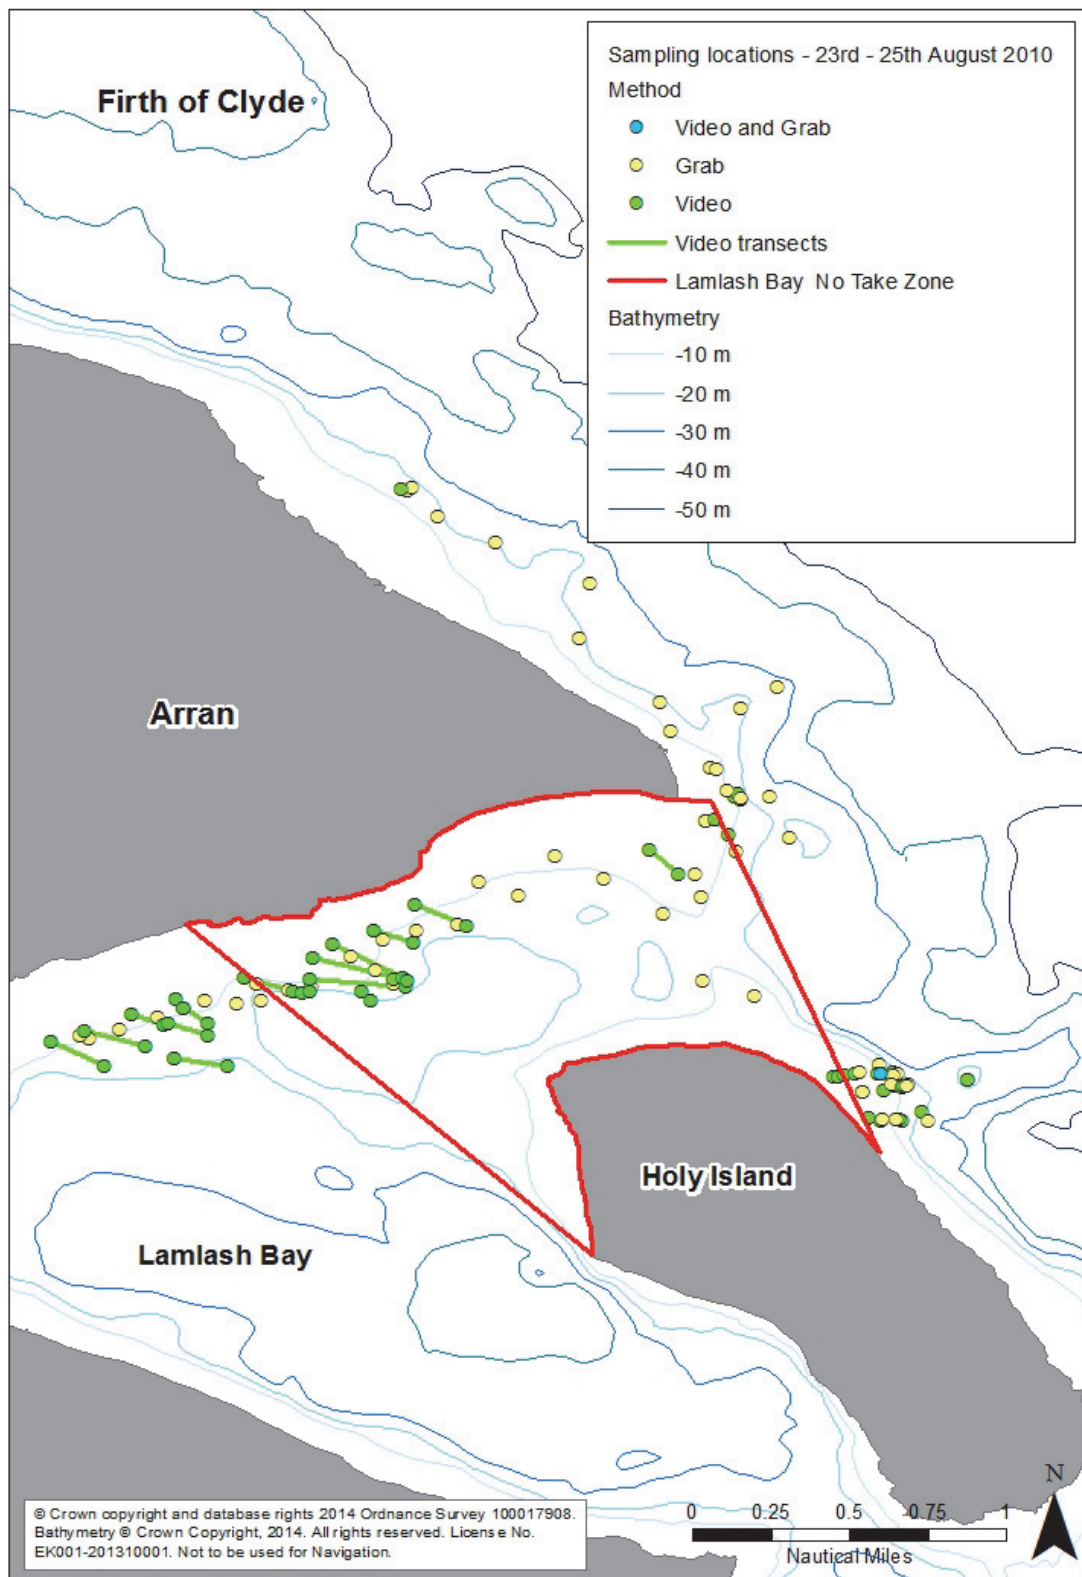 Firth of Clyde
Sampling locations - 23rd - 25th August 2010
Method
Video and Grab
Grab
Video
Video transects
Lamlash Bay No Take Zone
Bathymetry
-10 m
-20 m
-30 m
-40 m
-50 m
Arran
Holy Island
Lamlash Bay
N
0 0.25 0.5 0.75 1
Nautical Miles
© Crown copyright and database rights 2014 Ordnance Survey 100017908.
Bathymetry © Crown Copyright, 2014. All rights reserved. License No.
EK001-201310001. Not to be used for Navigation.